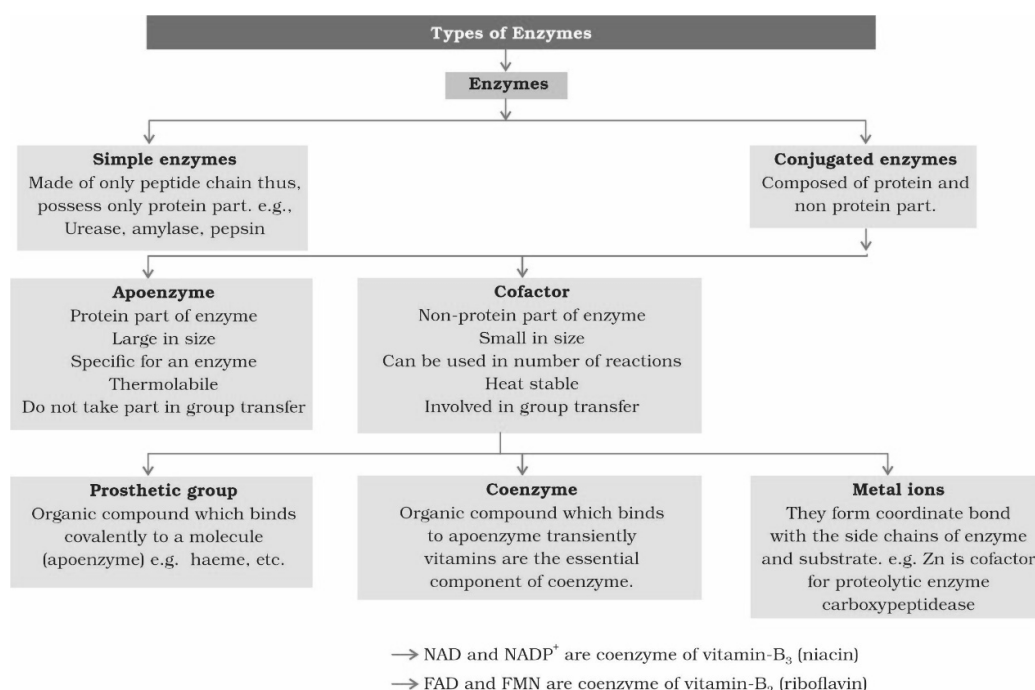 Types of Enzymes
Enzymes
Simple enzymes
Made of only peptide chain thus,
possess only protein part. e.g.,
Urease, amylase, pepsin
Conjugated enzymes
Composed of protein and
non protein part.
Apoenzyme
Protein part of enzyme
Large in size
Specific for an enzyme
Thermolabile
Do not take part in group transfer
Cofactor
Non-protein part of enzyme
Small in size
Can be used in number of reactions
Heat stable
Involved in group transfer
Prosthetic group
Organic compound which binds
covalently to a molecule
(apoenzyme) e.g. haeme, etc.
Coenzyme
Organic compound which binds
to apoenzyme transiently
vitamins are the essential
component of coenzyme.
Metal ions
They form coordinate bond
with the side chains of enzyme
and substrate. e.g. Zn is cofactor
for proteolytic enzyme
carboxypeptidease
→ NAD and NADP⁺ are coenzyme of vitamin-B₃ (niacin)
→ FAD and FMN are coenzyme of vitamin-B₂ (riboflavin)